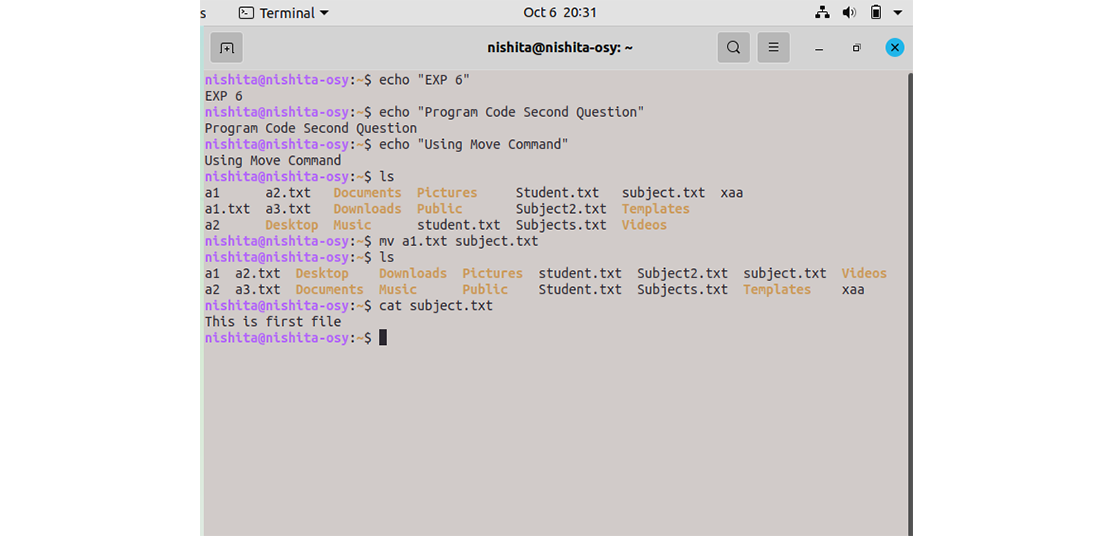 s Terminal Oct 6 20:31
nishita@nishita-osy: ~
nishita@nishita-osy:~$ echo "EXP 6"
EXP 6
nishita@nishita-osy:~$ echo "Program Code Second Question"
Program Code Second Question
nishita@nishita-osy:~$ echo "Using Move Command"
Using Move Command
nishita@nishita-osy:~$ ls
a1 a2.txt Documents Pictures Student.txt subject.txt xaa
a1.txt a3.txt Downloads Public Subject2.txt Templates
a2 Desktop Music student.txt Subjects.txt Videos
nishita@nishita-osy:~$ mv a1.txt subject.txt
nishita@nishita-osy:~$ ls
a1 a2.txt Desktop Downloads Pictures student.txt Subject2.txt subject.txt Videos
a2 a3.txt Documents Music Public Student.txt Subjects.txt Templates xaa
nishita@nishita-osy:~$ cat subject.txt
This is first file
nishita@nishita-osy:~$